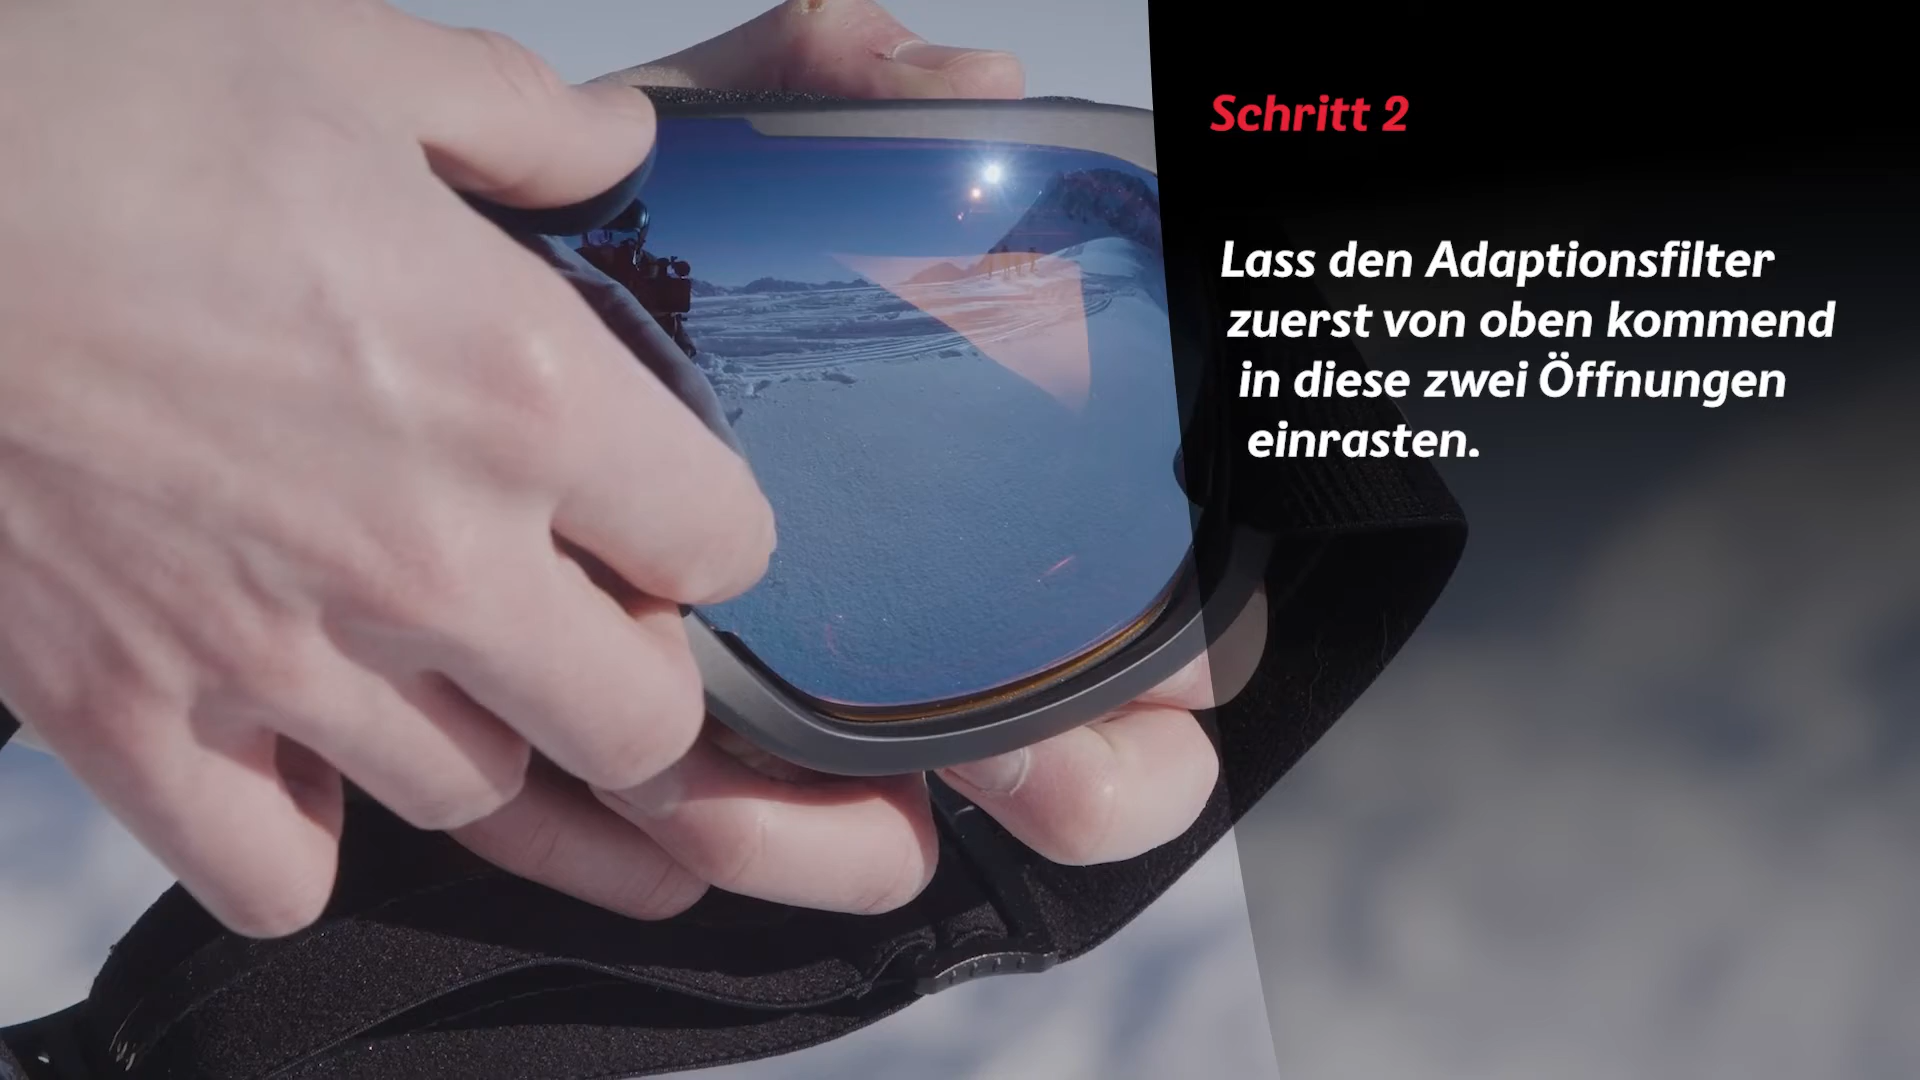 Schritt 2
Lass den Adaptionsfilter
zuerst von oben kommend
in diese zwei Öffnungen
einrasten.